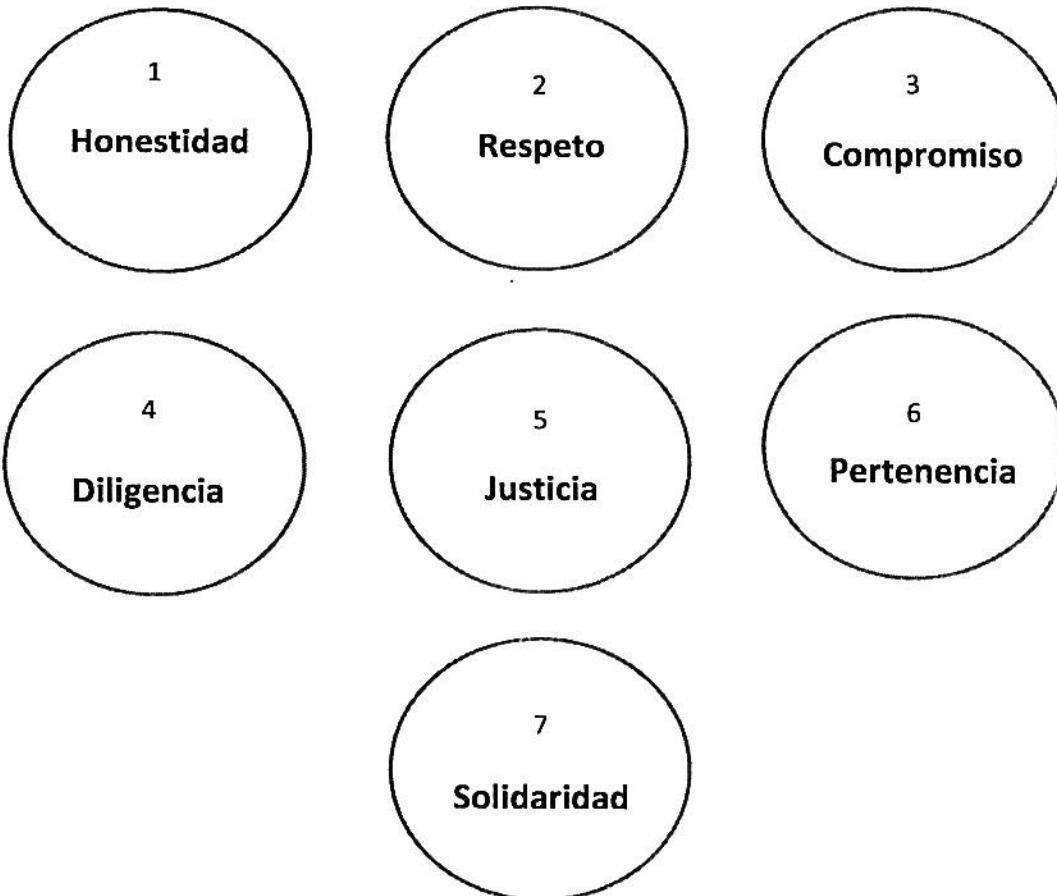 1
Honestidad
2
Respeto
3
Compromiso
4
Diligencia
5
Justicia
6
Pertenencia
7
Solidaridad